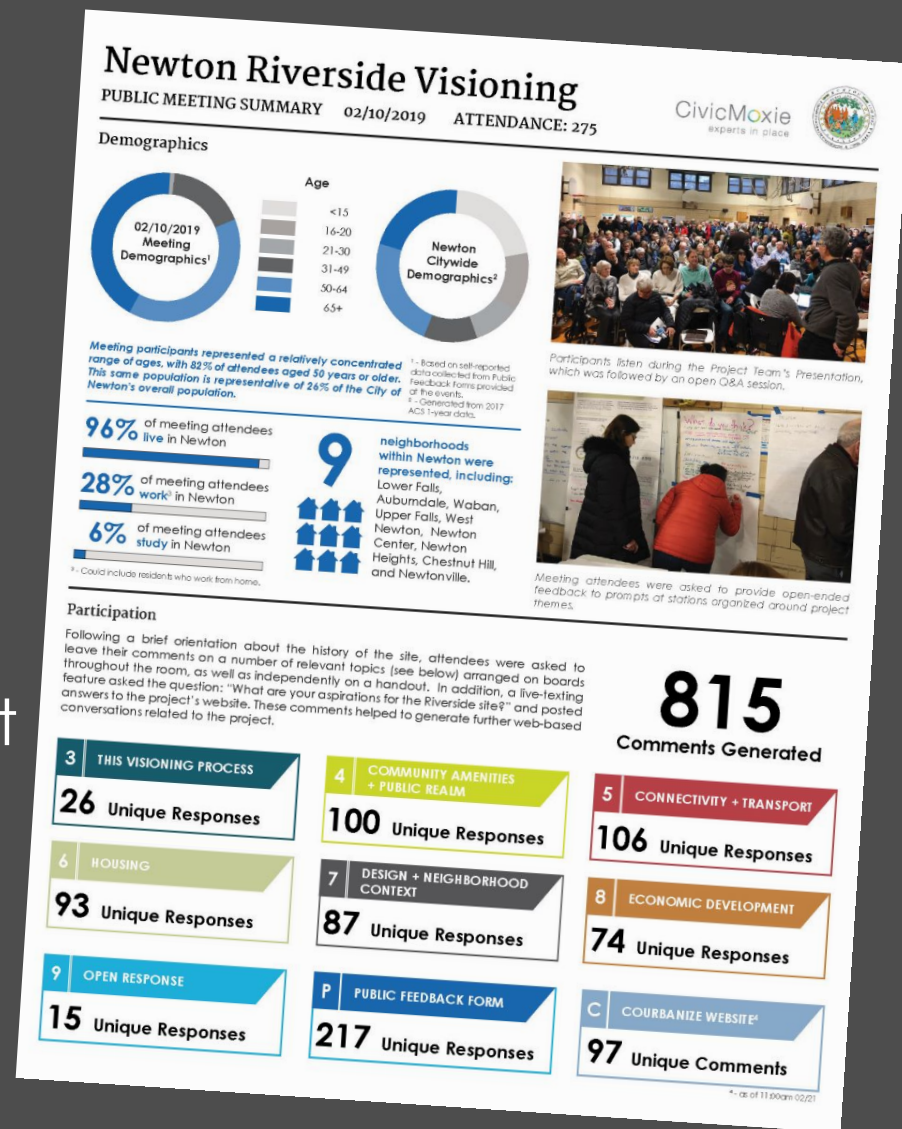 Newton Riverside Visioning
PUBLIC MEETING SUMMARY 02/10/2019 ATTENDANCE: 275
CivicMoxie
experts in place
Demographics
02/10/2019
Meeting
Demographics¹
Age
<15
16-20
21-30
31-49
50-64
65+
Newton
Citywide
Demographics²
Meeting participants represented a relatively concentrated
range of ages, with 82% of attendees aged 50 years or older.
This same population is representative of 26% of the City of
Newton's overall population.
¹ - Based on self-reported
data collected from Public
Feedback Forms provided
at the events.
² - Generated from 2017
ACS 1-year data.
Participants listen during the Project Team's Presentation,
which was followed by an open Q&A session.
96% of meeting attendees
live in Newton
28% of meeting attendees
work³ in Newton
6% of meeting attendees
study in Newton
³ - Could include residents who work from home.
9
neighborhoods
within Newton were
represented, including:
Lower Falls,
Auburndale, Waban,
Upper Falls, West
Newton, Newton
Center, Newton
Heights, Chestnut Hill,
and Newtonville.
Meeting attendees were asked to provide open-ended
feedback to prompts at stations organized around project
themes.
Participation
Following a brief orientation about the history of the site, attendees were asked to
leave their comments on a number of relevant topics (see below) arranged on boards
throughout the room, as well as independently on a handout. In addition, a live-texting
feature asked the question: "What are your aspirations for the Riverside site?" and posted
answers to the project's website. These comments helped to generate further web-based
conversations related to the project.
815
Comments Generated
t
3 THIS VISIONING PROCESS
26 Unique Responses
4 COMMUNITY AMENITIES
+ PUBLIC REALM
100 Unique Responses
5 CONNECTIVITY + TRANSPORT
106 Unique Responses
6 HOUSING
93 Unique Responses
7 DESIGN + NEIGHBORHOOD
CONTEXT
87 Unique Responses
8 ECONOMIC DEVELOPMENT
74 Unique Responses
9 OPEN RESPONSE
15 Unique Responses
P PUBLIC FEEDBACK FORM
217 Unique Responses
C COURBANIZE WEBSITE⁴
97 Unique Comments
⁴ - as of 11:00am 02/21